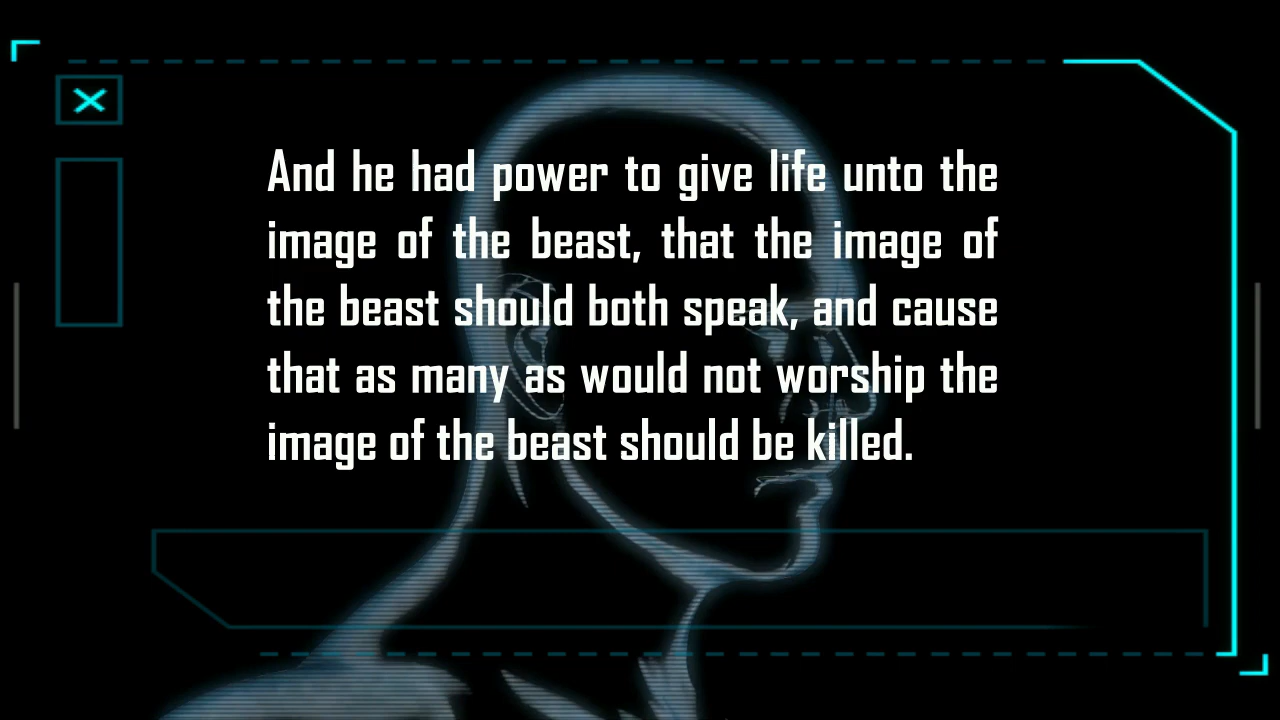 And he had power to give life unto the
image of the beast, that the image of
the beast should both speak, and cause
that as many as would not worship the
image of the beast should be killed.